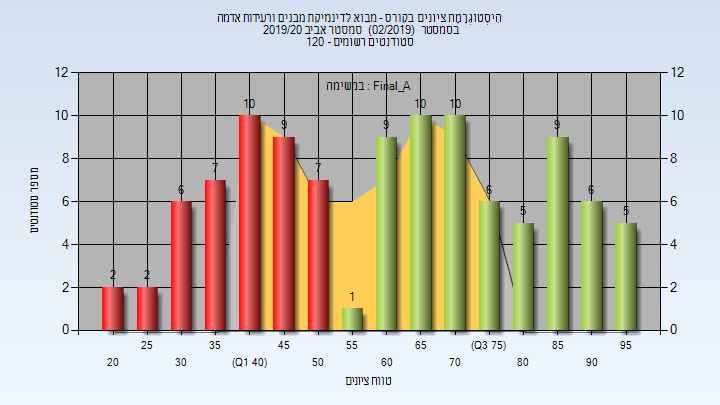 היסטוגרמת ציונים בקורס - מבוא לדינמיקת מבנים ורעידות אדמה
בסמסטר (02/2019) סמסטר אביב 2019/20
סטודנטים רשומים - 120
במשימה : Final_A
12 12
10 10
8 8
6 6
4 4
2 2
0 0
2 2 6 7 10 9 7 1 9 10 10 6 5 9 6 5
25 35 45 55 65 (Q3 75) 85 95
20 30 (Q1 40) 50 60 70 80 90
מספר סטודנטים
טווח ציונים